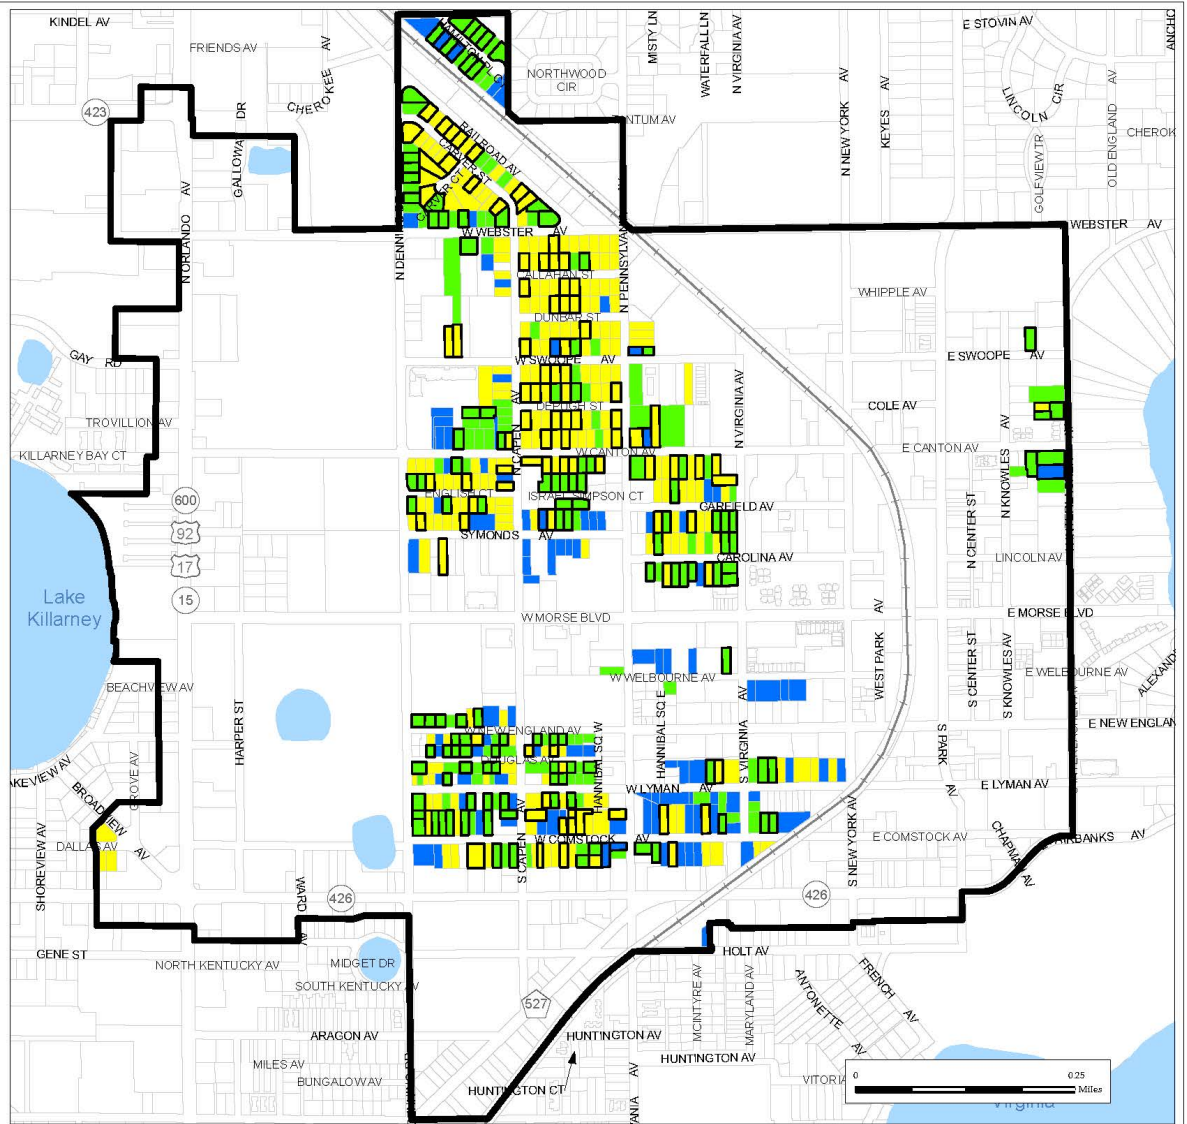 KINDEL AV
FRIENDS AV
CHEROKEE AV
423
GALLOWAY DR
N ORLANDO AV
NORTHWOOD
CIR
MISTY LN
WATERFALL LN
N VIRGINIA AV
N NEW YORK AV
KEYES AV
E STOVIN AV
LINCOLN CIR
GOLFVIEW TR
OLD ENGLAND AV
CHEROK
ANCHO
RAILROAD AV
CARVER ST
CARVER CT
W WEBSTER AV
WEBSTER AV
N DENNI
N PENNSYLVAN
CALLAHAN ST
DUNBAR ST
WHIPPLE AV
GAY RD
W SWOOPE AV
E SWOOPE AV
DEPUGH ST
N CAPEN AV
N VIRGINIA AV
COLE AV
TROVILLION AV
KILLARNEY BAY CT
W CANTON AV
E CANTON AV
N KNOWLES AV
ENGLISH CT
ISRAEL SIMPSON CT
GARFIELD AV
600
92
17
15
SYMONDS AV
CAROLINA AV
N CENTER ST
LINCOLN AV
Lake
Killarney
W MORSE BLVD
E MORSE BLVD
WEST PARK AV
S CENTER ST
S KNOWLES AV
BEACHVIEW AV
W WELBOURNE AV
E WELBOURNE AV
ALEXAND
HARPER ST
W NEW ENGLAND AV
E NEW ENGLAN
DOUGLAS AV
HANNIBAL SQ W
HANNIBAL SQ E
S VIRGINIA AV
S PARK AV
AKEVIEW AV
GROVE AV
BROADVIEW AV
W LYMAN AV
E LYMAN AV
SHOREVIEW AV
DALLAS AV
W COMSTOCK AV
E COMSTOCK AV
S CAPEN AV
S NEW YORK AV
CHAPMAN AV
WARD AV
426
426
GENE ST
NORTH KENTUCKY AV
MIDGET DR
SOUTH KENTUCKY AV
HOLT AV
527
MCINTYRE AV
MARYLAND AV
ANTONETTE AV
FRENCH AV
ARAGON AV
HUNTINGTON AV
HUNTINGTON AV
MILES AV
BUNGALOW AV
HUNTINGTON CT
VANIA AV
VITORIA
0
0.25
Miles
Virginia